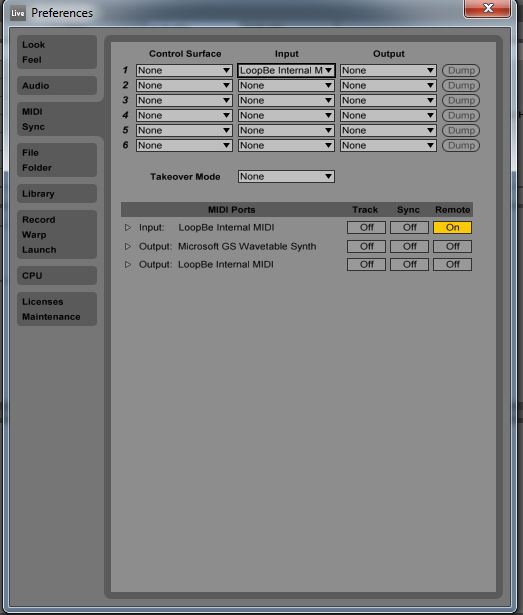 Live Preferences
Look
Feel
Audio
MIDI
Sync
File
Folder
Library
Record
Warp
Launch
CPU
Licenses
Maintenance
Control Surface Input Output
1 None LoopBe Internal M None Dump
2 None None None Dump
3 None None None Dump
4 None None None Dump
5 None None None Dump
6 None None None Dump
Takeover Mode None
MIDI Ports Track Sync Remote
Input: LoopBe Internal MIDI Off Off On
Output: Microsoft GS Wavetable Synth Off Off Off
Output: LoopBe Internal MIDI Off Off Off